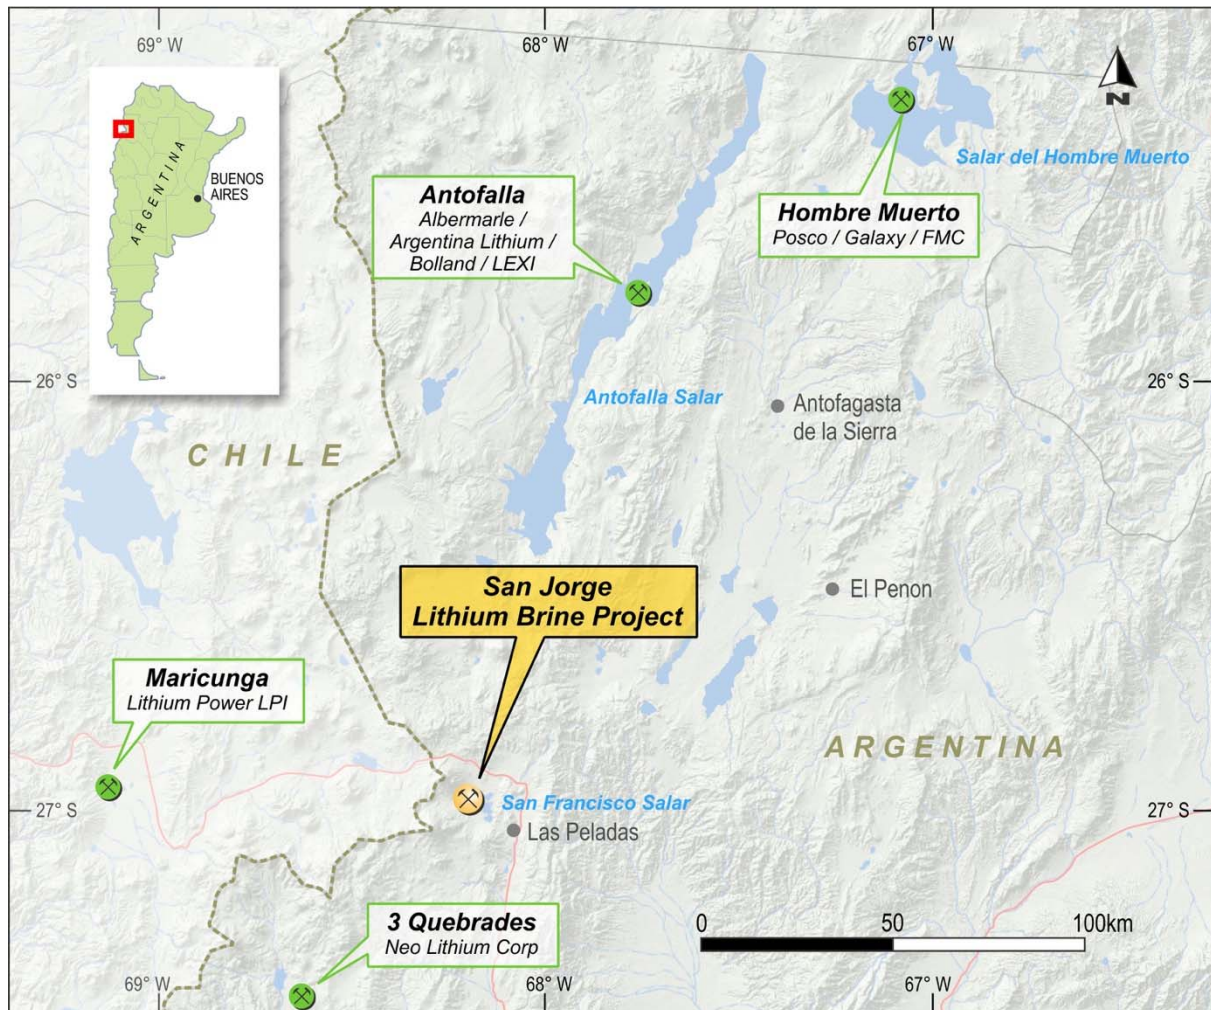 69° W
68° W
67° W
N
ARGENTINA
BUENOS
AIRES
Salar del Hombre Muerto
Antofalla
Albermarle /
Argentina Lithium /
Bolland / LEXI
Hombre Muerto
Posco / Galaxy / FMC
26° S
26° S
Antofalla Salar
Antofagasta
de la Sierra
CHILE
San Jorge
Lithium Brine Project
El Penon
Maricunga
Lithium Power LPI
ARGENTINA
27° S
San Francisco Salar
27° S
Las Peladas
3 Quebrades
Neo Lithium Corp
0 50 100km
69° W
68° W
67° W